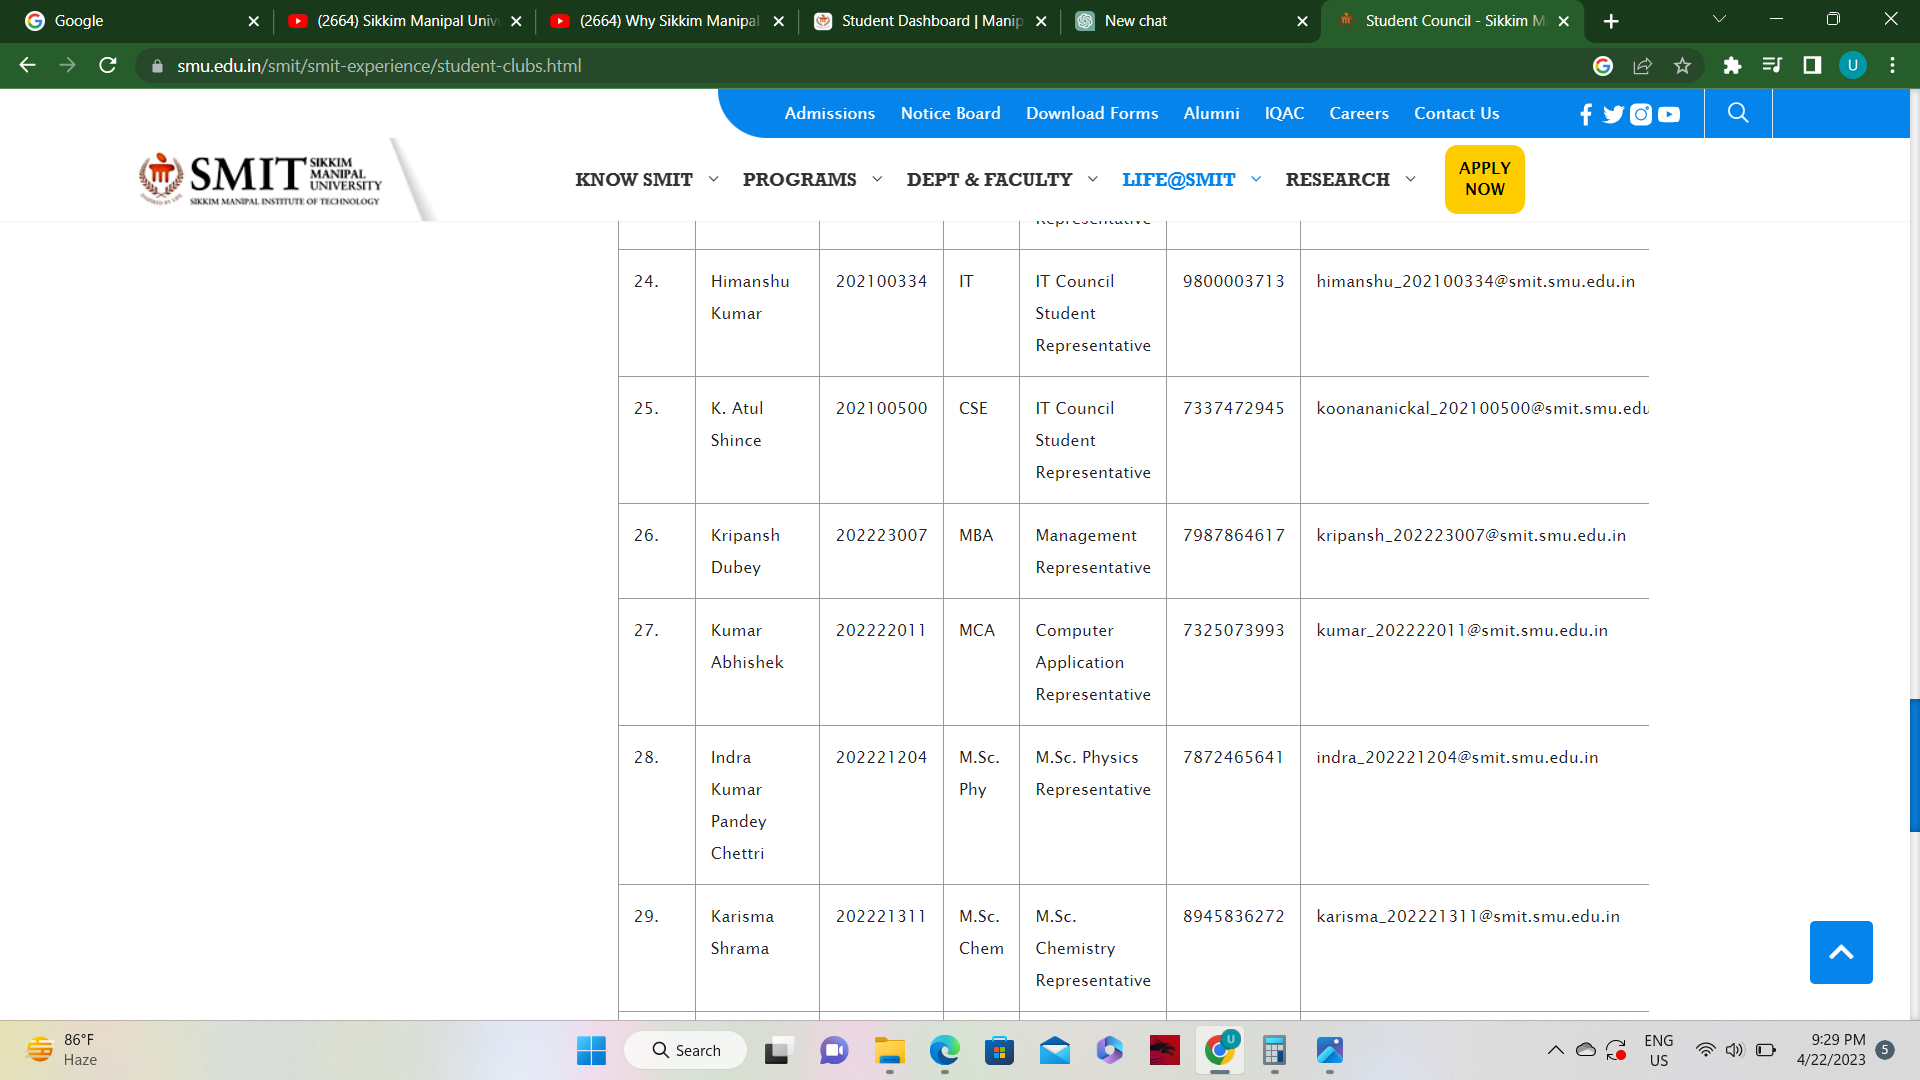 Google
(2664) Sikkim Manipal Univ
(2664) Why Sikkim Manipal
Student Dashboard | Manip
New chat
Student Council - Sikkim M
smu.edu.in/smit/smit-experience/student-clubs.html
U
Admissions Notice Board Download Forms Alumni IQAC Careers Contact Us
SMIT SIKKIM MANIPAL UNIVERSITY
SIKKIM MANIPAL INSTITUTE OF TECHNOLOGY
INSPIRED BY LIFE
KNOW SMIT PROGRAMS DEPT & FACULTY LIFE@SMIT RESEARCH
APPLY
NOW
Representative
24. Himanshu 202100334 IT IT Council 9800003713 himanshu_202100334@smit.smu.edu.in
Kumar Student
Representative
25. K. Atul 202100500 CSE IT Council 7337472945 koonananickal_202100500@smit.smu.edu
Shince Student
Representative
26. Kripansh 202223007 MBA Management 7987864617 kripansh_202223007@smit.smu.edu.in
Dubey Representative
27. Kumar 202222011 MCA Computer 7325073993 kumar_202222011@smit.smu.edu.in
Abhishek Application
Representative
28. Indra 202221204 M.Sc. M.Sc. Physics 7872465641 indra_202221204@smit.smu.edu.in
Kumar Phy Representative
Pandey
Chettri
29. Karisma 202221311 M.Sc. M.Sc. 8945836272 karisma_202221311@smit.smu.edu.in
Shrama Chem Chemistry
Representative
86°F
Haze
Search
U
ENG
US
9:29 PM
4/22/2023
5